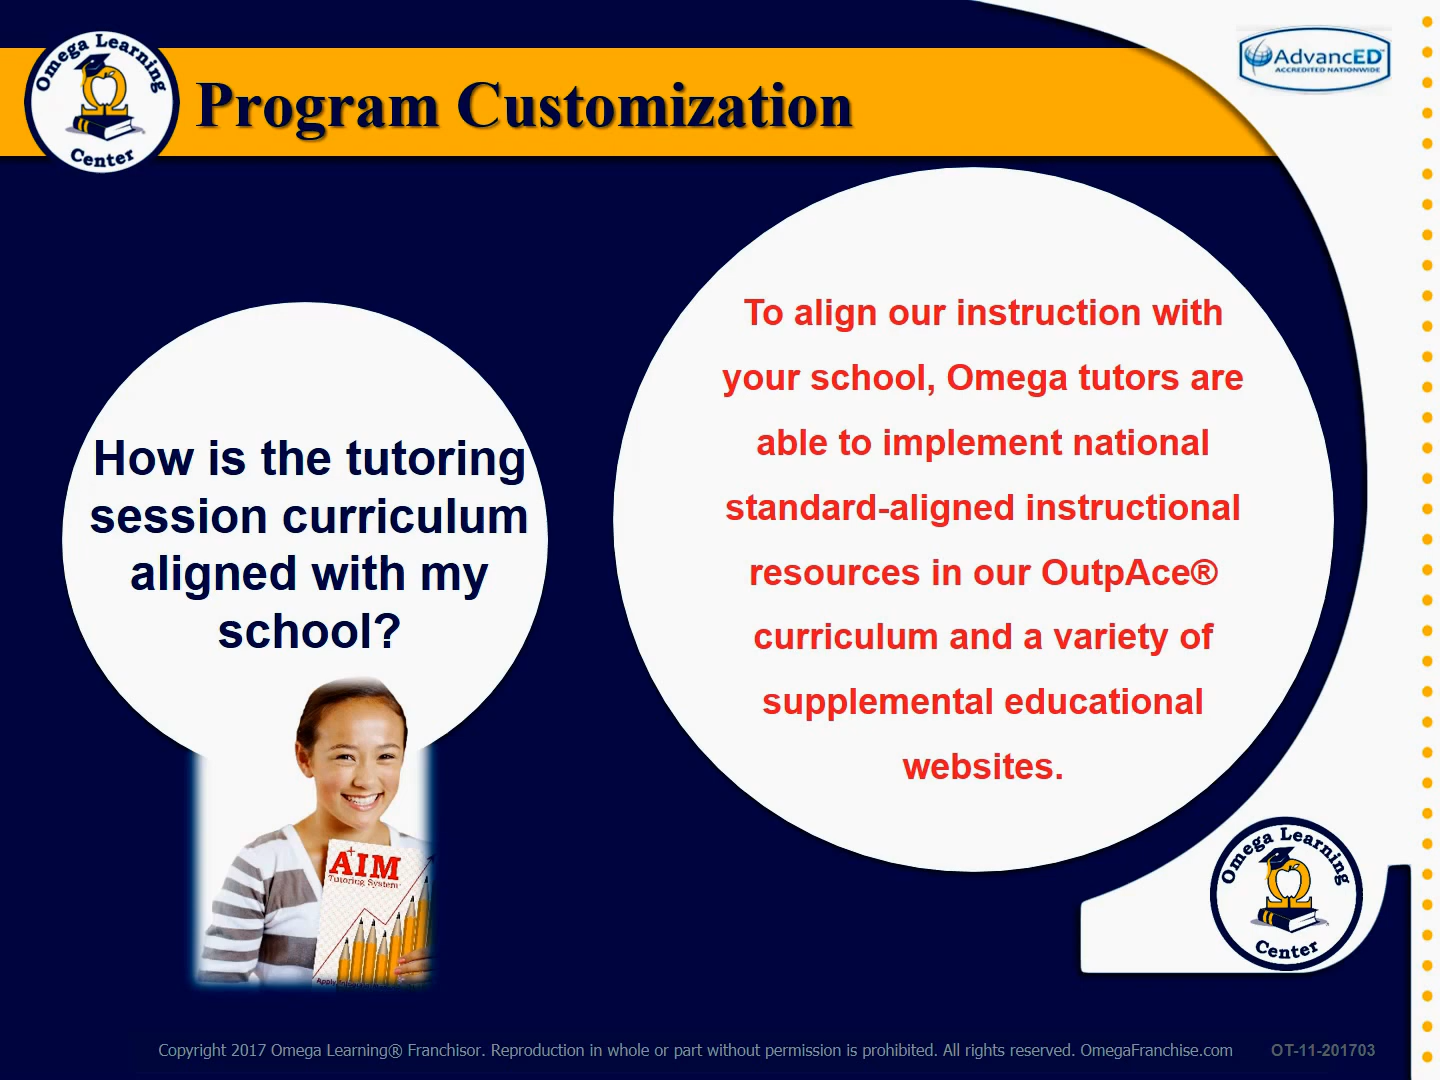 Omega Learning
Center
Program Customization
AdvancED
ACCREDITED NATIONWIDE
How is the tutoring
session curriculum
aligned with my
school?
To align our instruction with
your school, Omega tutors are
able to implement national
standard-aligned instructional
resources in our OutpAce®
curriculum and a variety of
supplemental educational
websites.
A+IM
Tutoring System
Omega Learning
Center
Copyright 2017 Omega Learning® Franchisor. Reproduction in whole or part without permission is prohibited. All rights reserved. OmegaFranchise.com
OT-11-201703